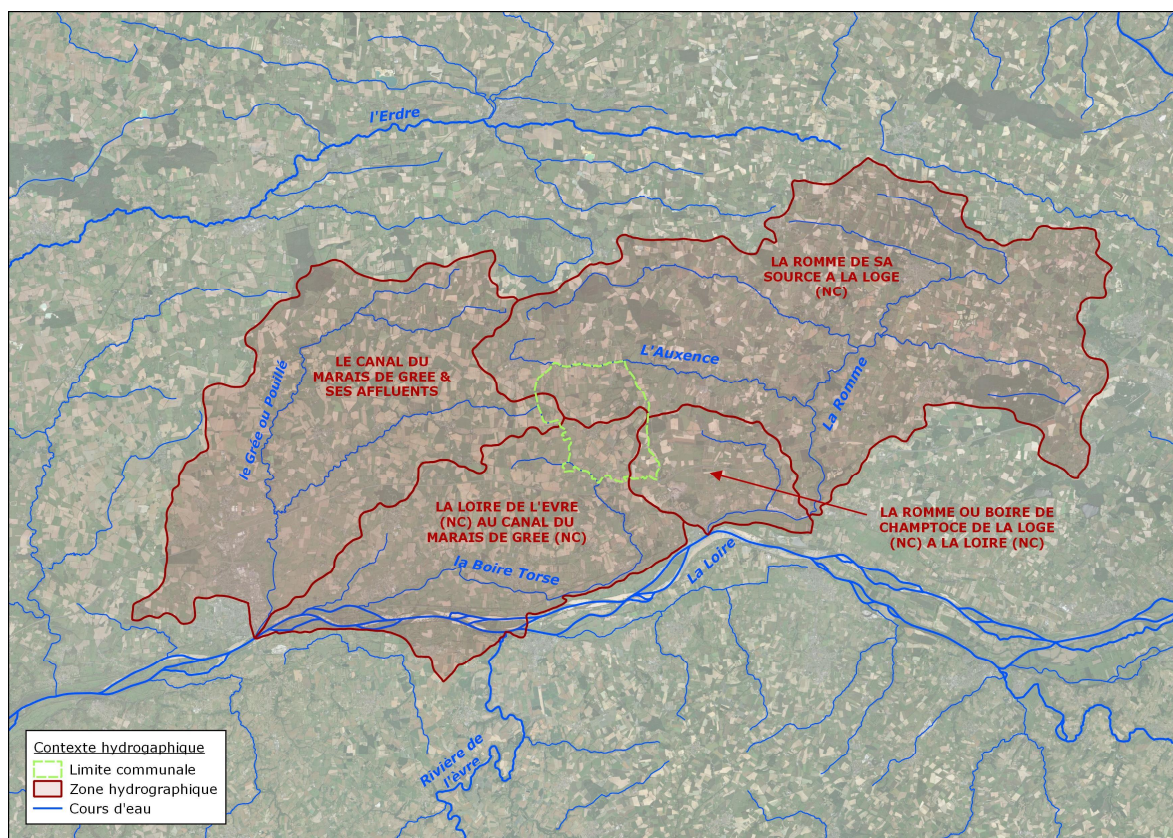 l'Erdre
LA ROMME DE SA
SOURCE A LA LOGE
(NC)
L'Auxence
LE CANAL DU
MARAIS DE GREE &
SES AFFLUENTS
le Grée ou Pouillé
La Romme
LA LOIRE DE L'EVRE
(NC) AU CANAL DU
MARAIS DE GREE (NC)
LA ROMME OU BOIRE DE
CHAMPTOCE DE LA LOGE
(NC) A LA LOIRE (NC)
la Boire Torse
La Loire
Rivière de
l'èvre
Contexte hydrogaphique
Limite communale
Zone hydrographique
Cours d'eau